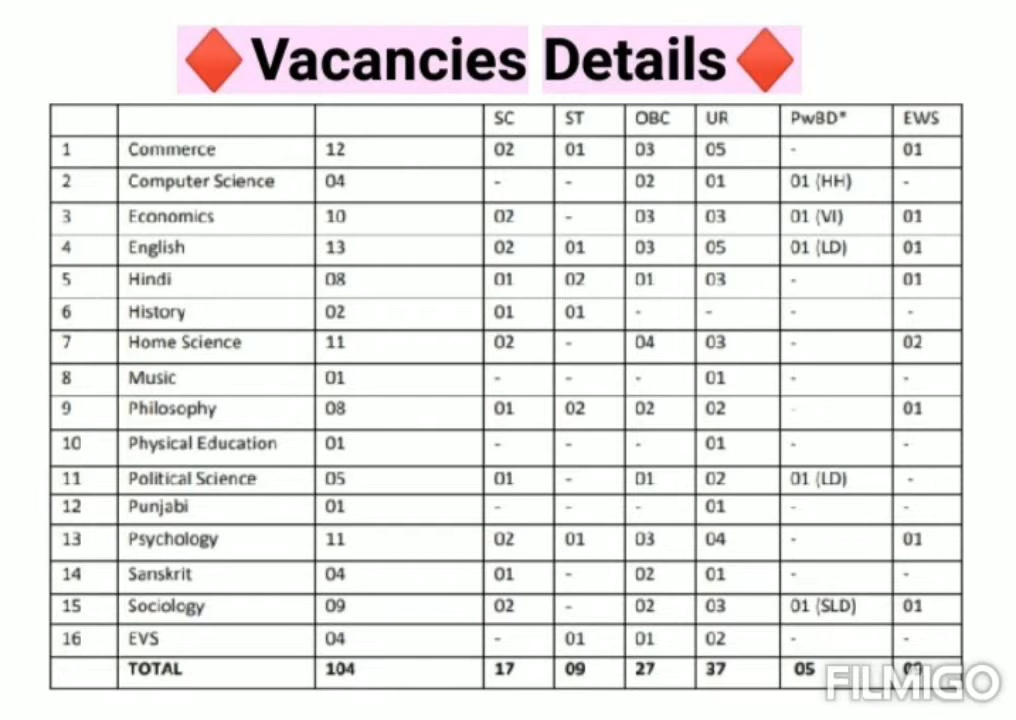 Vacancies Details
SC ST OBC UR PwBD* EWS
1 Commerce 12 02 01 03 05 - 01
2 Computer Science 04 - - 02 01 01 (HH) -
3 Economics 10 02 - 03 03 01 (VI) 01
4 English 13 02 01 03 05 01 (LD) 01
5 Hindi 08 01 02 01 03 - 01
6 History 02 01 01 - - - -
7 Home Science 11 02 - 04 03 - 02
8 Music 01 - - - 01 - -
9 Philosophy 08 01 02 02 02 - 01
10 Physical Education 01 - - - 01 - -
11 Political Science 05 01 - 01 02 01 (LD) -
12 Punjabi 01 - - - 01 - -
13 Psychology 11 02 01 03 04 - 01
14 Sanskrit 04 01 - 02 01 - -
15 Sociology 09 02 - 02 03 01 (SLD) 01
16 EVS 04 - 01 01 02 - -
TOTAL 104 17 09 27 37 05
FILMIGO